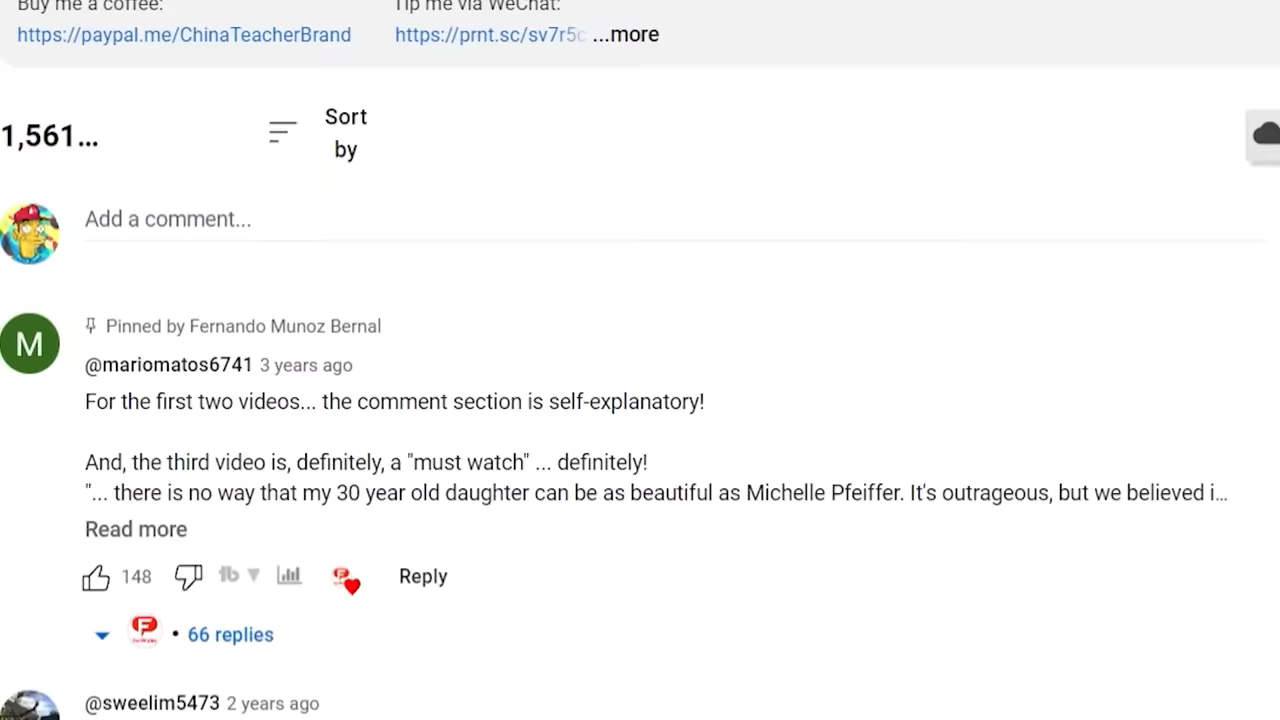 Buy me a coffee:
Tip me via WeChat:
https://paypal.me/ChinaTeacherBrand
https://prnt.sc/sv7r5c ...more
1,561...
Sort
by
Add a comment...
M
Pinned by Fernando Munoz Bernal
@mariomatos6741 3 years ago
For the first two videos... the comment section is self-explanatory!
And, the third video is, definitely, a "must watch" ... definitely!
"... there is no way that my 30 year old daughter can be as beautiful as Michelle Pfeiffer. It's outrageous, but we believed i...
Read more
148
Reply
F
• 66 replies
@sweelim5473 2 years ago